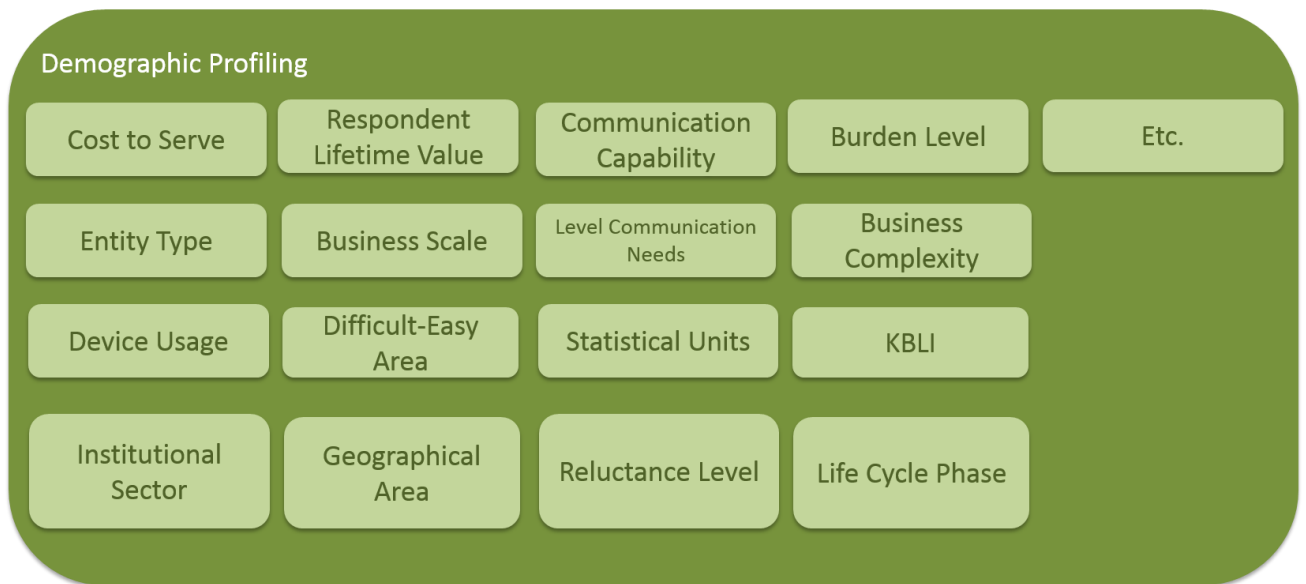 Demographic Profiling
Cost to Serve
Respondent
Lifetime Value
Communication
Capability
Burden Level
Etc.
Entity Type
Business Scale
Level Communication
Needs
Business
Complexity
Device Usage
Difficult-Easy
Area
Statistical Units
KBLI
Institutional
Sector
Geographical
Area
Reluctance Level
Life Cycle Phase